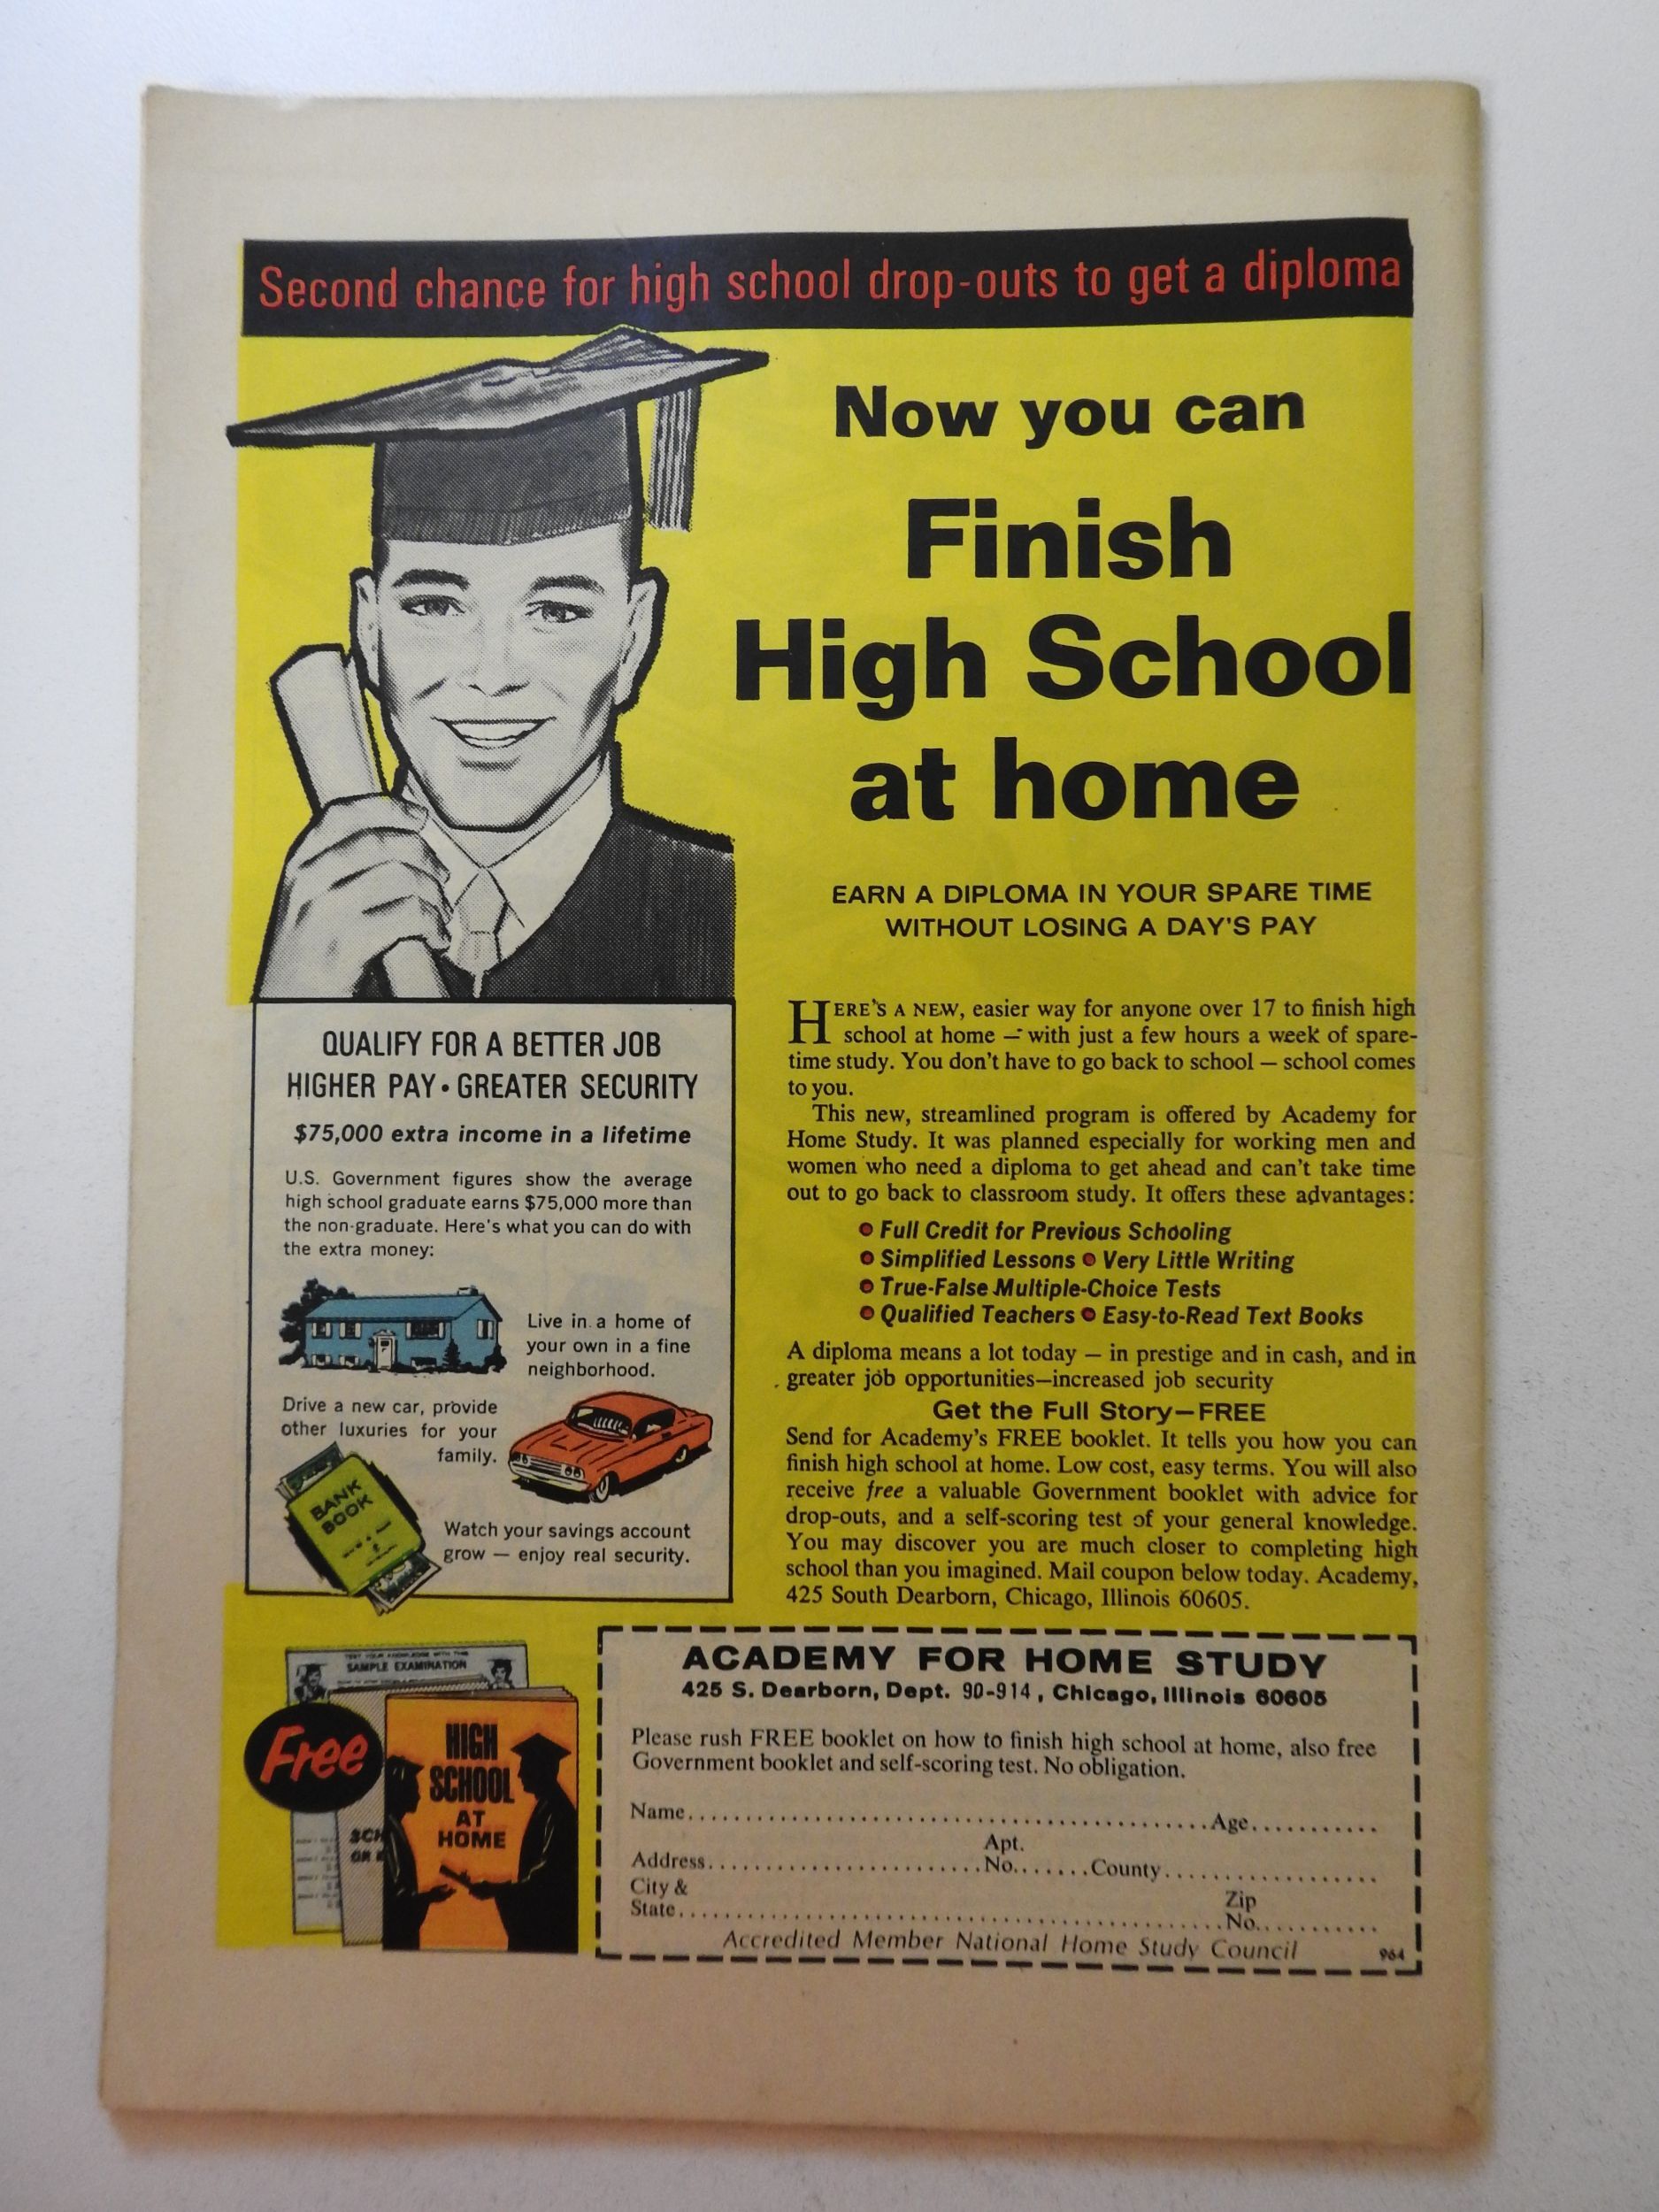 Second chance for high school drop-outs to get a diploma
Now you can
Finish
High School
at home
EARN A DIPLOMA IN YOUR SPARE TIME
WITHOUT LOSING A DAY'S PAY
QUALIFY FOR A BETTER JOB
HIGHER PAY • GREATER SECURITY
$75,000 extra income in a lifetime
U.S. Government figures show the average
high school graduate earns $75,000 more than
the non-graduate. Here's what you can do with
the extra money:
Live in a home of
your own in a fine
neighborhood.
Drive a new car, provide
other luxuries for your
family.
BANK
BOOK
Watch your savings account
grow — enjoy real security.
HERE'S A NEW, easier way for anyone over 17 to finish high
school at home — with just a few hours a week of spare-
time study. You don't have to go back to school — school comes
to you.
This new, streamlined program is offered by Academy for
Home Study. It was planned especially for working men and
women who need a diploma to get ahead and can't take time
out to go back to classroom study. It offers these advantages:
• Full Credit for Previous Schooling
• Simplified Lessons • Very Little Writing
• True-False Multiple-Choice Tests
• Qualified Teachers • Easy-to-Read Text Books
A diploma means a lot today — in prestige and in cash, and in
greater job opportunities—increased job security
Get the Full Story—FREE
Send for Academy's FREE booklet. It tells you how you can
finish high school at home. Low cost, easy terms. You will also
receive free a valuable Government booklet with advice for
drop-outs, and a self-scoring test of your general knowledge.
You may discover you are much closer to completing high
school than you imagined. Mail coupon below today. Academy,
425 South Dearborn, Chicago, Illinois 60605.
TEST YOUR KNOWLEDGE WITH THIS
SAMPLE EXAMINATION
Free
HIGH
SCHOOL
AT
HOME
SCH
OR
ACADEMY FOR HOME STUDY
425 S. Dearborn, Dept. 90-914, Chicago, Illinois 60605
Please rush FREE booklet on how to finish high school at home, also free
Government booklet and self-scoring test. No obligation.
Name.......................................................Age............
Apt.
Address..............................No.......County......................
City &
State.......................................................Zip
No............
Accredited Member National Home Study Council
964